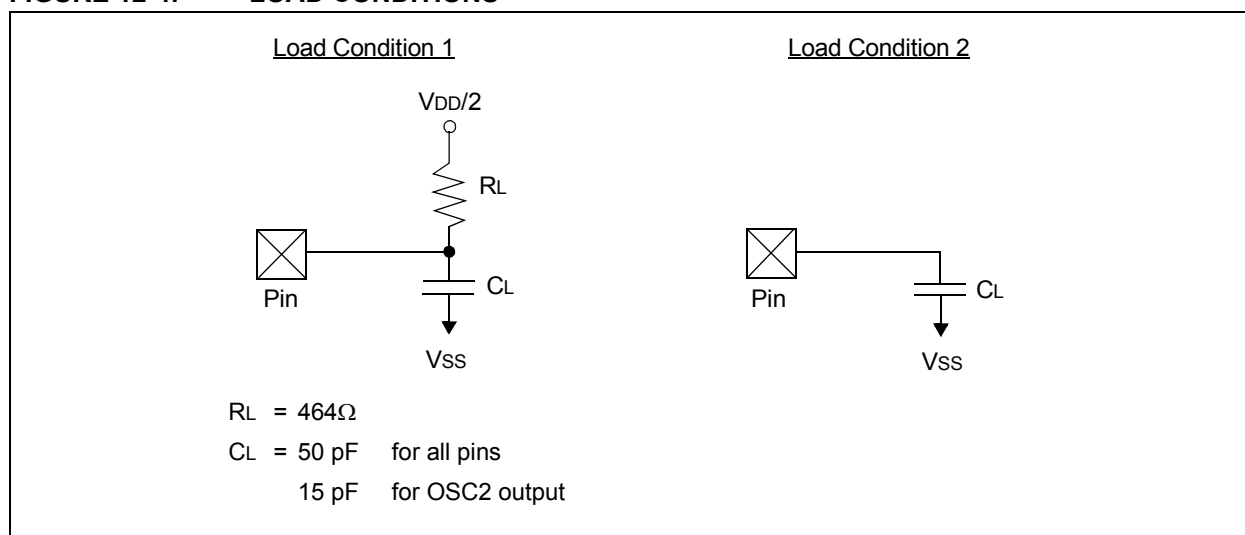 FIGURE 12-4: LOAD CONDITIONS
Load Condition 1
Load Condition 2
VDD/2
RL
Pin
CL
VSS
Pin
CL
VSS
RL = 464Ω
CL = 50 pF for all pins
15 pF for OSC2 output